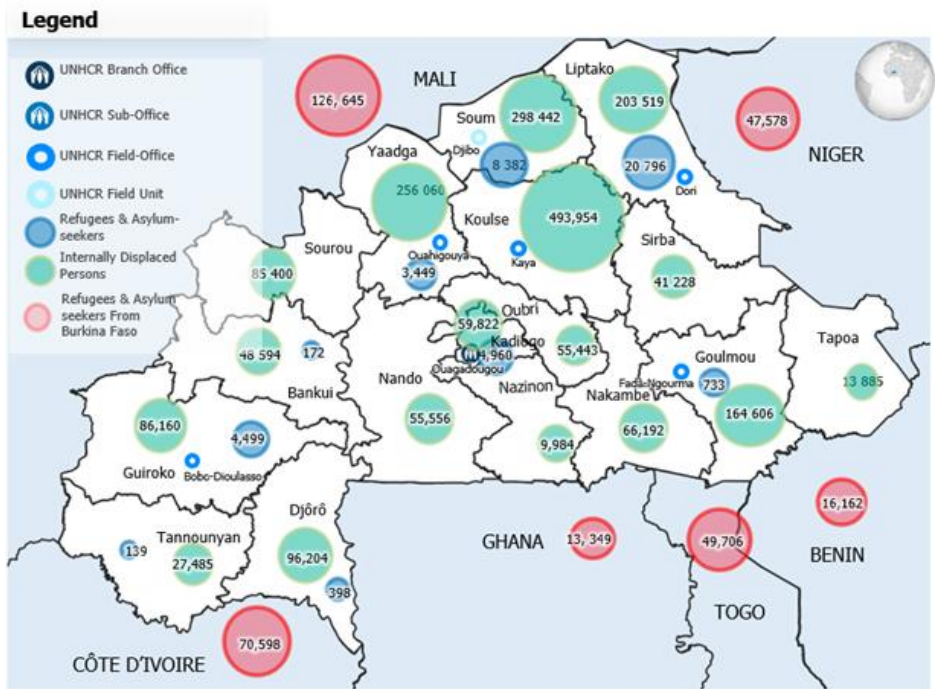 Legend
UNHCR Branch Office
UNHCR Sub-Office
UNHCR Field-Office
UNHCR Field Unit
Refugees & Asylum-
seekers
Internally Displaced
Persons
Refugees & Asylum
seekers From
Burkina Faso
MALI
126, 645
Liptako
203 519
Soum
298 442
Djibo
8 382
20 796
Dori
47,578
NIGER
Yaadga
256 060
Koulse
493,954
Ouahigouya
Kaya
3,449
Sourou
85 400
Sirba
41 228
Oubri
59,822
Kadiogo
4,960
Ouagadougou
48 594
172
Bankui
Nando
55,556
Nazinon
55,443
9,984
Nakambe
66,192
Goulmou
Fada-Ngourma
733
164 606
Tapoa
13 885
86,160
4,499
Guiroko
Bobo-Dioulasso
Djôrô
96,204
398
Tannounyan
139
27,485
GHANA
13, 349
49,706
TOGO
16,162
BENIN
70,598
CÔTE D'IVOIRE